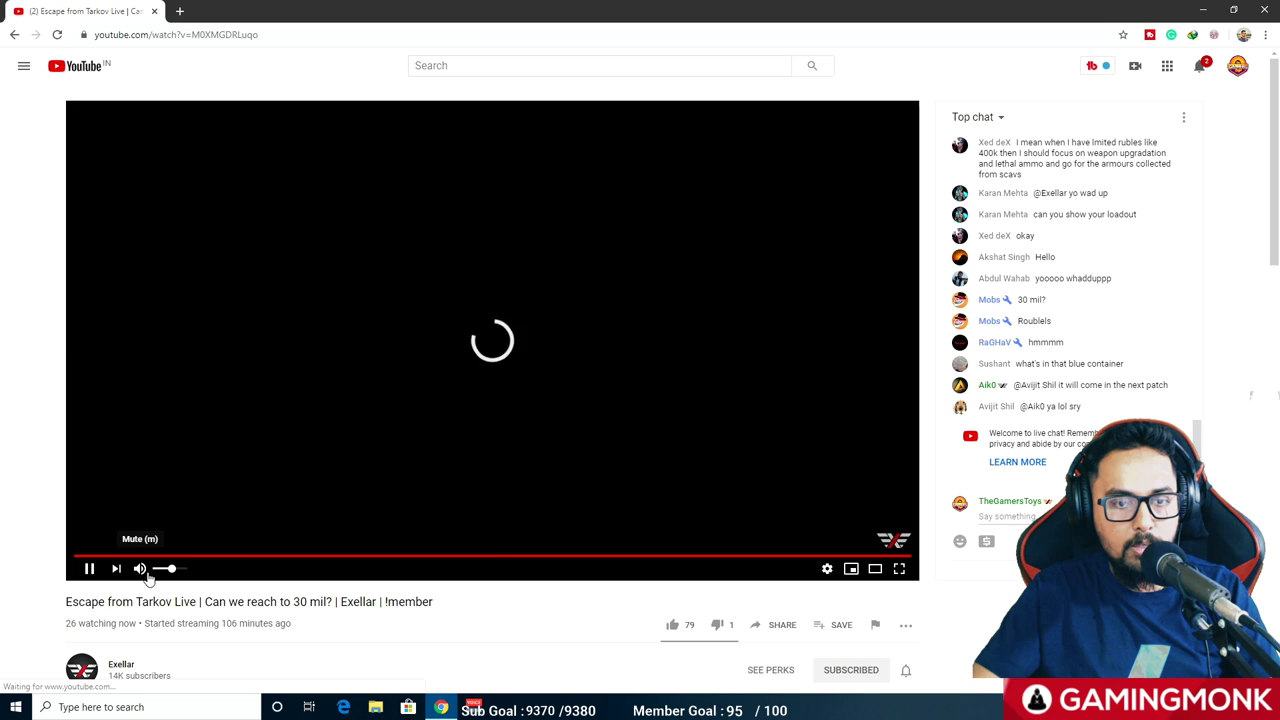 (2) Escape from Tarkov Live | Can
youtube.com/watch?v=M0XMGDRLuqo
YouTube IN
Search
2
Top chat
Xed deX I mean when I have lmited rubles like
400k then I should focus on weapon upgradation
and lethal ammo and go for the armours collected
from scavs
Karan Mehta @Exellar yo wad up
Karan Mehta can you show your loadout
Xed deX okay
Akshat Singh Hello
Abdul Wahab yooooo whadduppp
Mobs 30 mil?
Mobs Roublels
RaGHaV hmmmm
Sushant what's in that blue container
Aik0 @Avijit Shil it will come in the next patch
Avijit Shil @Aik0 ya lol sry
Welcome to live chat!
privacy and abide by our
LEARN MORE
TheGamersToys
Say something
Mute (m)
Escape from Tarkov Live | Can we reach to 30 mil? | Exellar | !member
26 watching now • Started streaming 106 minutes ago
79 1 SHARE SAVE
Exellar
14K subscribers
SEE PERKS SUBSCRIBED
Waiting for www.youtube.com...
Type here to search
Sub Goal :9370 /9380 Member Goal : 95 / 100
GAMINGMONK